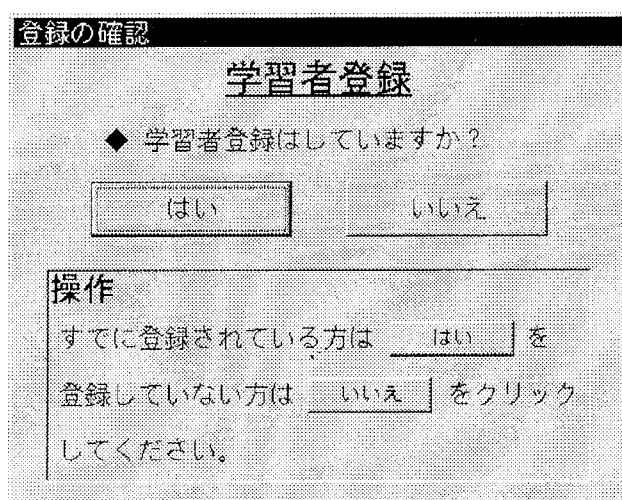 登録の確認
学習者登録
◆ 学習者登録はしていますか？
はい いいえ
操作
すでに登録されている方は はい を
登録していない方は いいえ をクリック
してください。